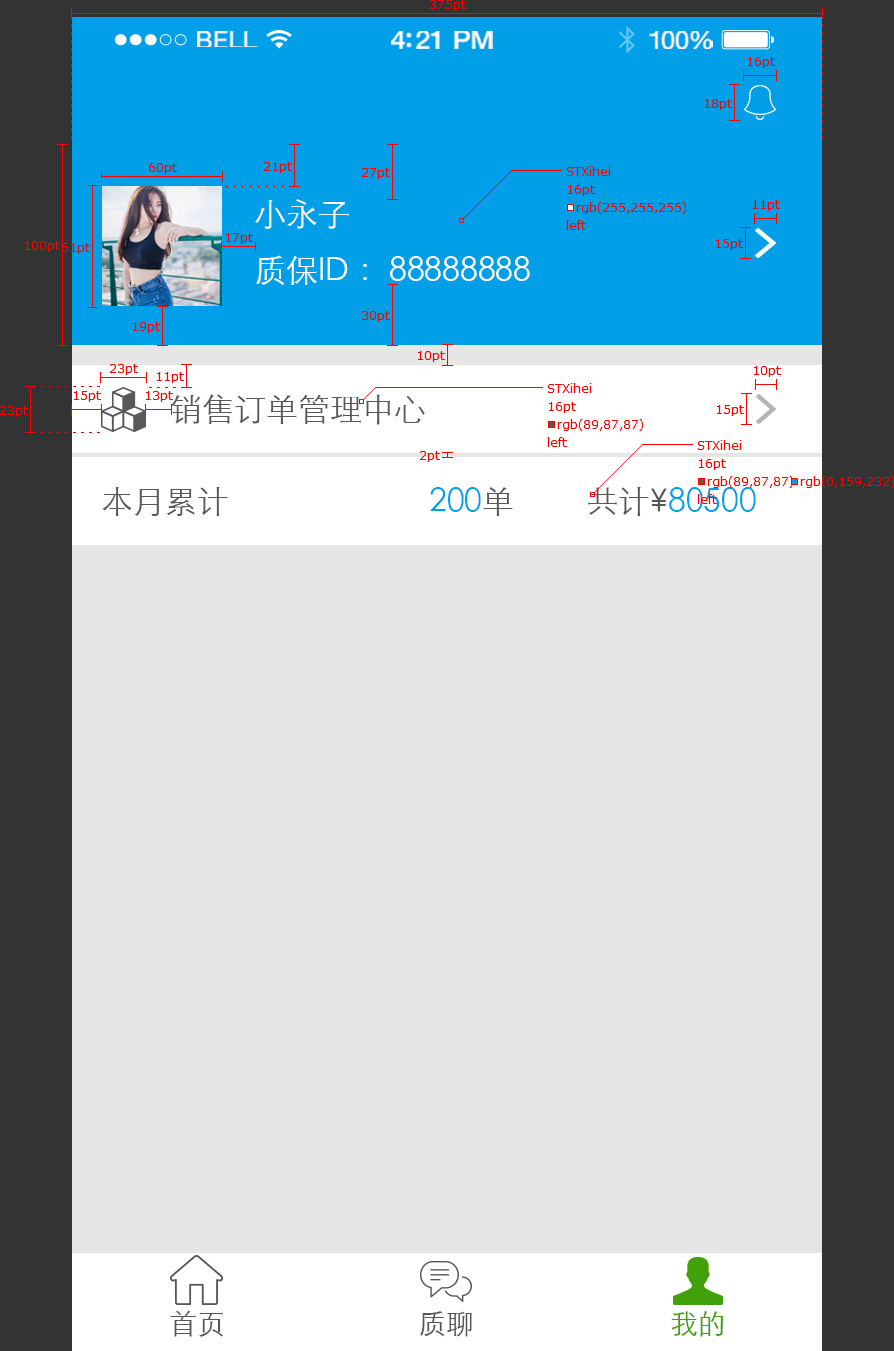 375pt
BELL 4:21 PM 100%
16pt
18pt
60pt
21pt
27pt
STXihei
16pt
rgb(255,255,255)
left
11pt
小永子
17pt
15pt
100pt
61pt
质保ID： 88888888
30pt
19pt
10pt
23pt
11pt
10pt
15pt
13pt
STXihei
16pt
rgb(89,87,87)
left
23pt
15pt
销售订单管理中心
2pt
STXihei
16pt
rgb(89,87,87)
rgb(0,159,232)
left
本月累计 200单 共计¥80500
首页 质聊 我的